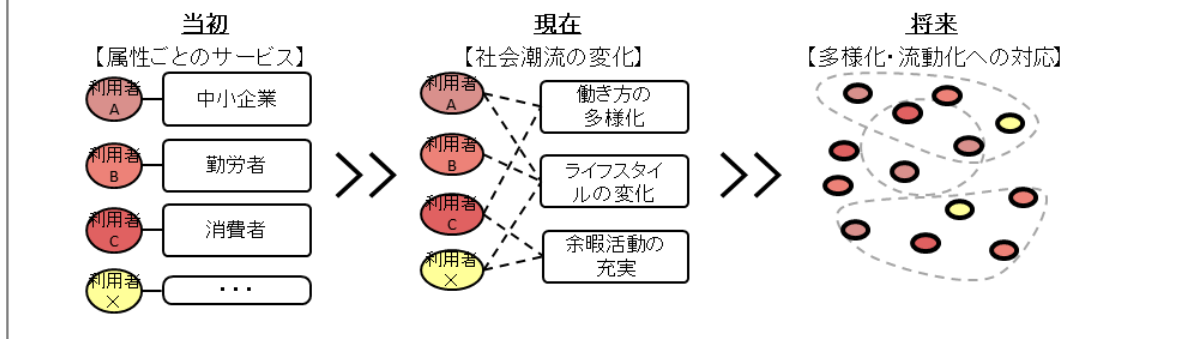 当初
【属性ごとのサービス】
利用者
A
中小企業
利用者
B
勤労者
利用者
C
消費者
利用者
×
・・・
現在
【社会潮流の変化】
利用者
A
利用者
B
利用者
C
利用者
×
働き方の
多様化
ライフスタイ
ルの変化
余暇活動の
充実
将来
【多様化・流動化への対応】